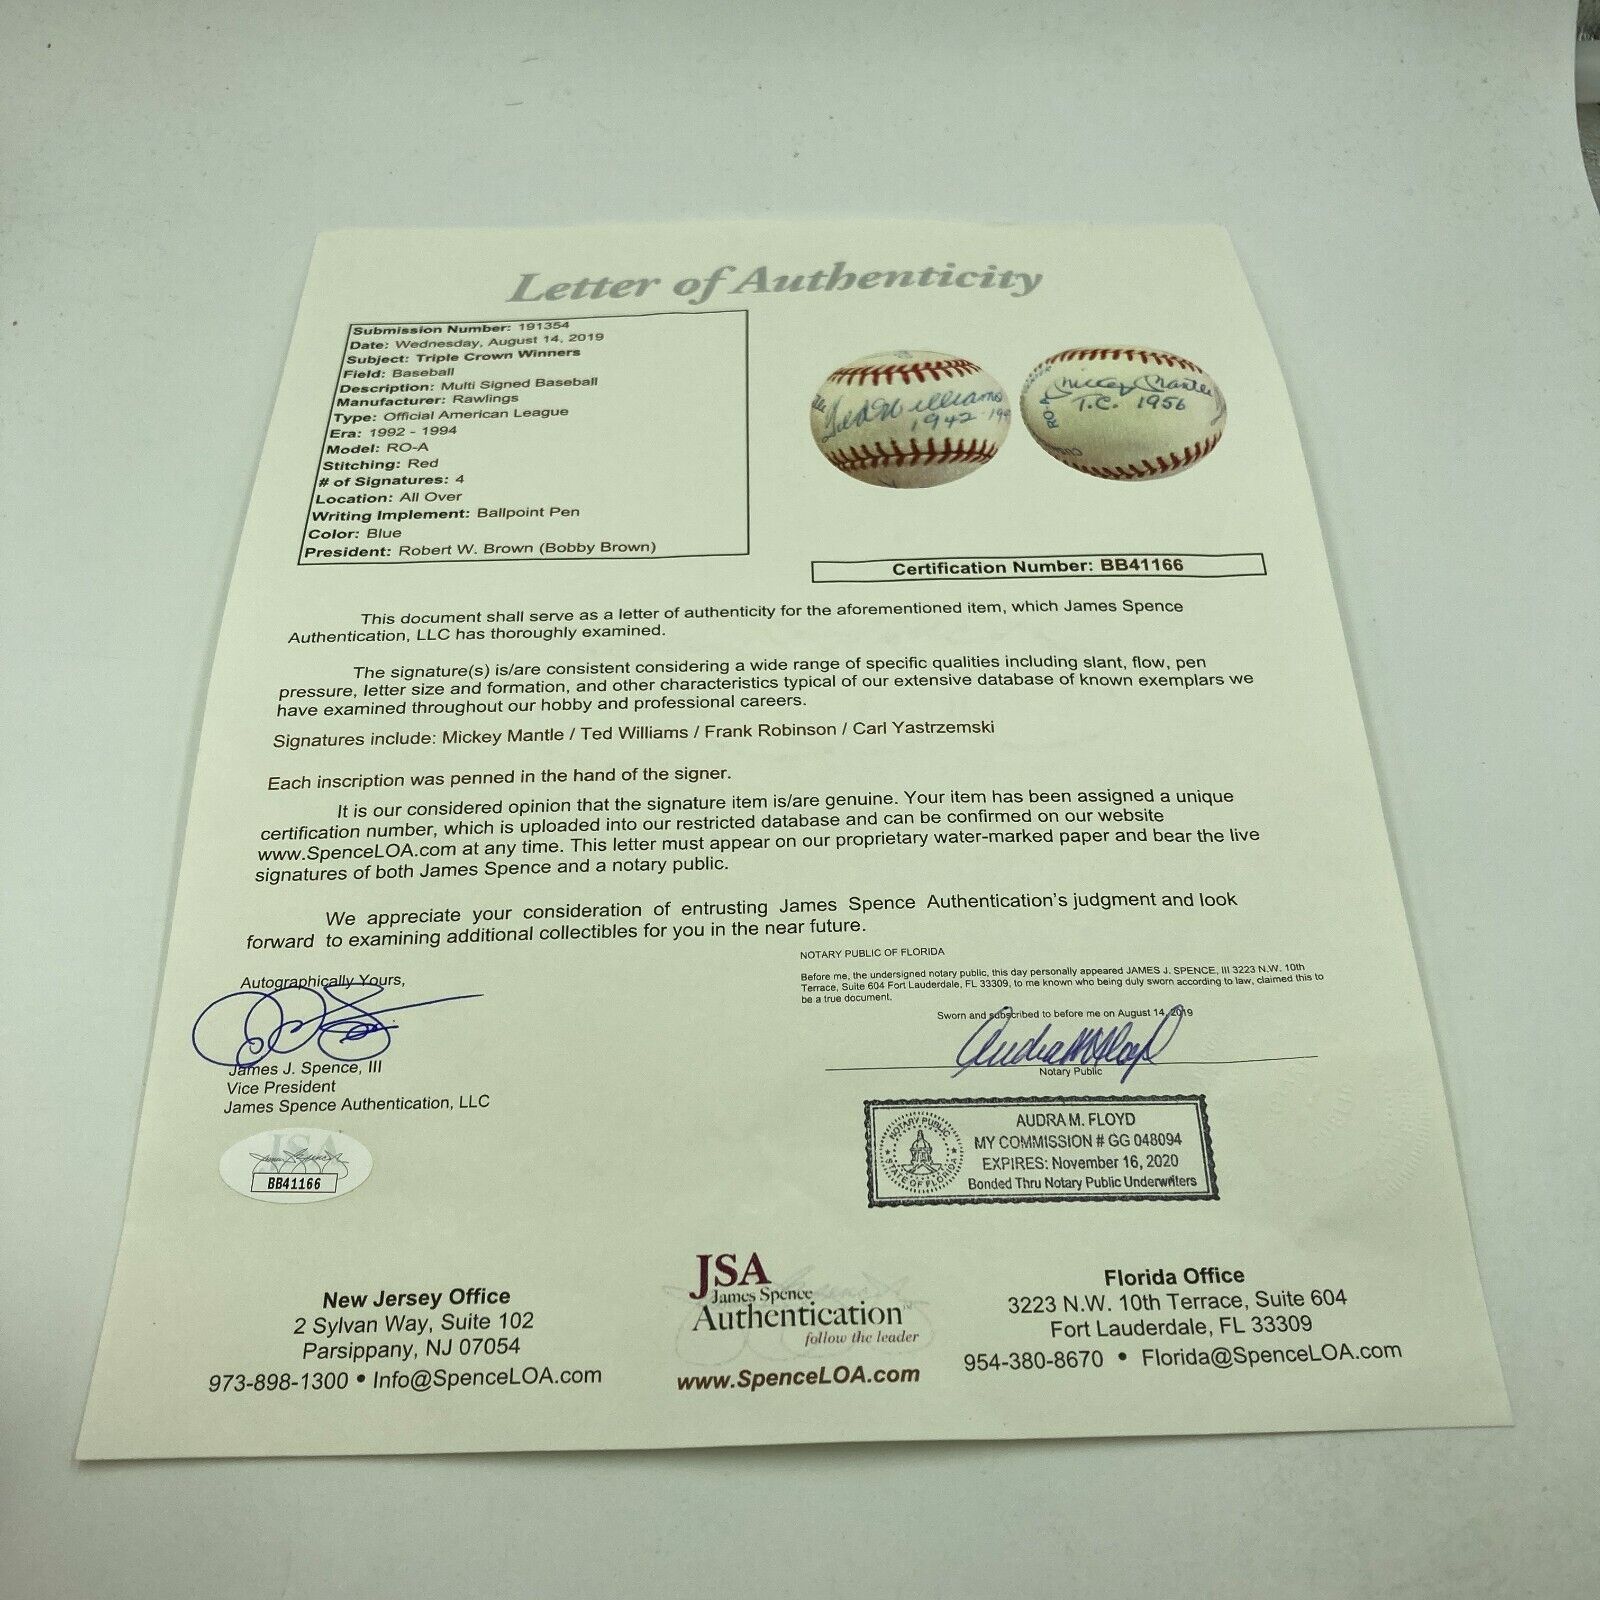 Letter of Authenticity
Submission Number: 191354
Date: Wednesday, August 14, 2019
Subject: Triple Crown Winners
Field: Baseball
Description: Multi Signed Baseball
Manufacturer: Rawlings
Type: Official American League
Era: 1992 - 1994
Model: RO-A
Stitching: Red
# of Signatures: 4
Location: All Over
Writing Implement: Ballpoint Pen
Color: Blue
President: Robert W. Brown (Bobby Brown)
Ted Williams
1942-194
Mickey Mantle
T.C. 1956
RO-A
Certification Number: BB41166
This document shall serve as a letter of authenticity for the aforementioned item, which James Spence
Authentication, LLC has thoroughly examined.
The signature(s) is/are consistent considering a wide range of specific qualities including slant, flow, pen
pressure, letter size and formation, and other characteristics typical of our extensive database of known exemplars we
have examined throughout our hobby and professional careers.
Signatures include: Mickey Mantle / Ted Williams / Frank Robinson / Carl Yastrzemski
Each inscription was penned in the hand of the signer.
It is our considered opinion that the signature item is/are genuine. Your item has been assigned a unique
certification number, which is uploaded into our restricted database and can be confirmed on our website
www.SpenceLOA.com at any time. This letter must appear on our proprietary water-marked paper and bear the live
signatures of both James Spence and a notary public.
We appreciate your consideration of entrusting James Spence Authentication's judgment and look
forward to examining additional collectibles for you in the near future.
NOTARY PUBLIC OF FLORIDA
Before me, the undersigned notary public, this day personally appeared JAMES J. SPENCE, III 3223 N.W. 10th
Terrace, Suite 604 Fort Lauderdale, FL 33309, to me known who being duly sworn according to law, claimed this to
be a true document.
Sworn and subscribed to before me on August 14, 2019
Audra M Floyd
Notary Public
Autographically Yours,
James J. Spence, III
Vice President
James Spence Authentication, LLC
JSA
BB41166
NOTARY PUBLIC
STATE OF FLORIDA
AUDRA M. FLOYD
MY COMMISSION # GG 048094
EXPIRES: November 16, 2020
Bonded Thru Notary Public Underwriters
New Jersey Office
2 Sylvan Way, Suite 102
Parsippany, NJ 07054
973-898-1300 • Info@SpenceLOA.com
JSA
James Spence
Authentication
follow the leader
www.SpenceLOA.com
Florida Office
3223 N.W. 10th Terrace, Suite 604
Fort Lauderdale, FL 33309
954-380-8670 • Florida@SpenceLOA.com